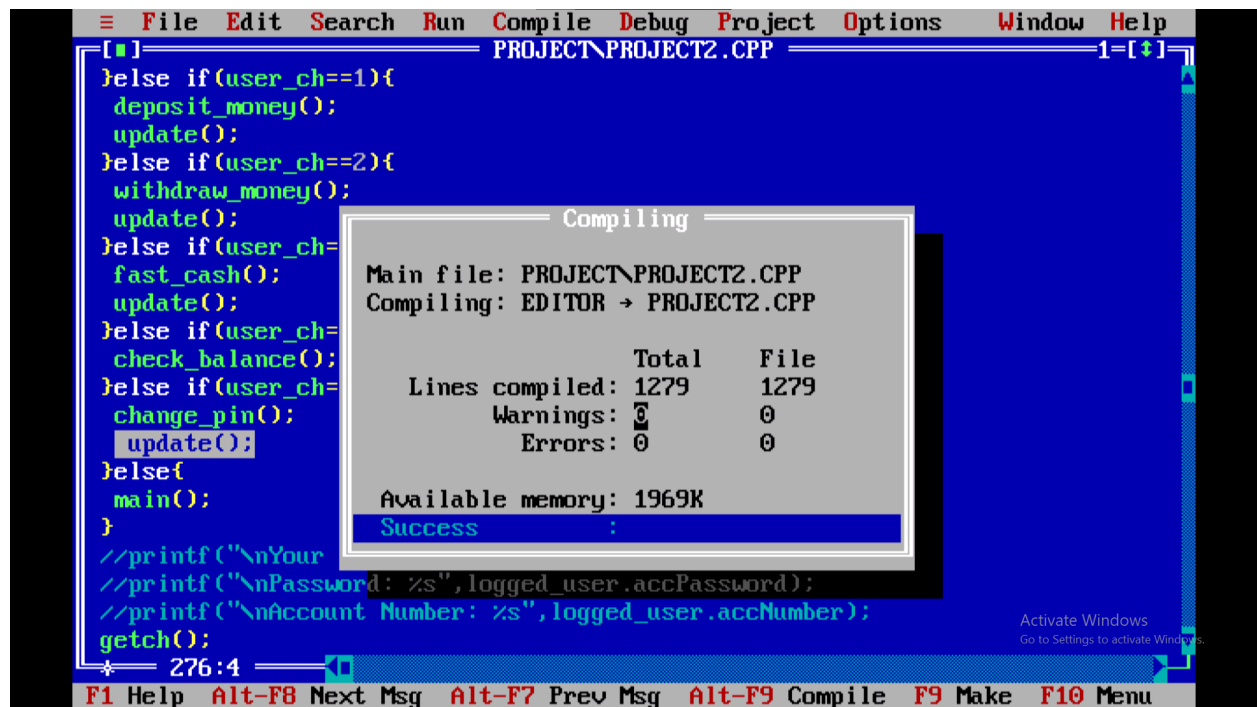 ≡ File Edit Search Run Compile Debug Project Options Window Help
[■] PROJECT\PROJECT2.CPP 1=[↕]
}else if(user_ch==1){
deposit_money();
update();
}else if(user_ch==2){
withdraw_money();
update();
}else if(user_ch=
fast_cash();
update();
}else if(user_ch=
check_balance();
}else if(user_ch=
change_pin();
update();
}else{
main();
}
//printf("\nYour
//printf("\nPassword: %s",logged_user.accPassword);
//printf("\nAccount Number: %s",logged_user.accNumber);
getch();
276:4
Compiling
Main file: PROJECT\PROJECT2.CPP
Compiling: EDITOR → PROJECT2.CPP
Total File
Lines compiled: 1279 1279
Warnings: 0 0
Errors: 0 0
Available memory: 1969K
Success :
Activate Windows
Go to Settings to activate Windows.
F1 Help Alt-F8 Next Msg Alt-F7 Prev Msg Alt-F9 Compile F9 Make F10 Menu